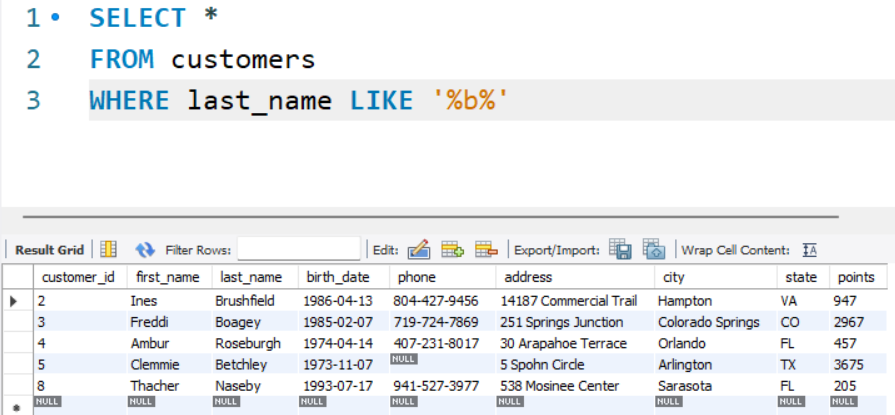 1 SELECT *
2 FROM customers
3 WHERE last_name LIKE '%b%'
Result Grid Filter Rows: Edit: Export/Import: Wrap Cell Content: IA
customer_id first_name last_name birth_date phone address city state points
2 Ines Brushfield 1986-04-13 804-427-9456 14187 Commercial Trail Hampton VA 947
3 Freddi Boagey 1985-02-07 719-724-7869 251 Springs Junction Colorado Springs CO 2967
4 Ambur Roseburgh 1974-04-14 407-231-8017 30 Arapahoe Terrace Orlando FL 457
5 Clemmie Betchley 1973-11-07 NULL 5 Spohn Circle Arlington TX 3675
8 Thacher Naseby 1993-07-17 941-527-3977 538 Mosinee Center Sarasota FL 205
NULL NULL NULL NULL NULL NULL NULL NULL NULL